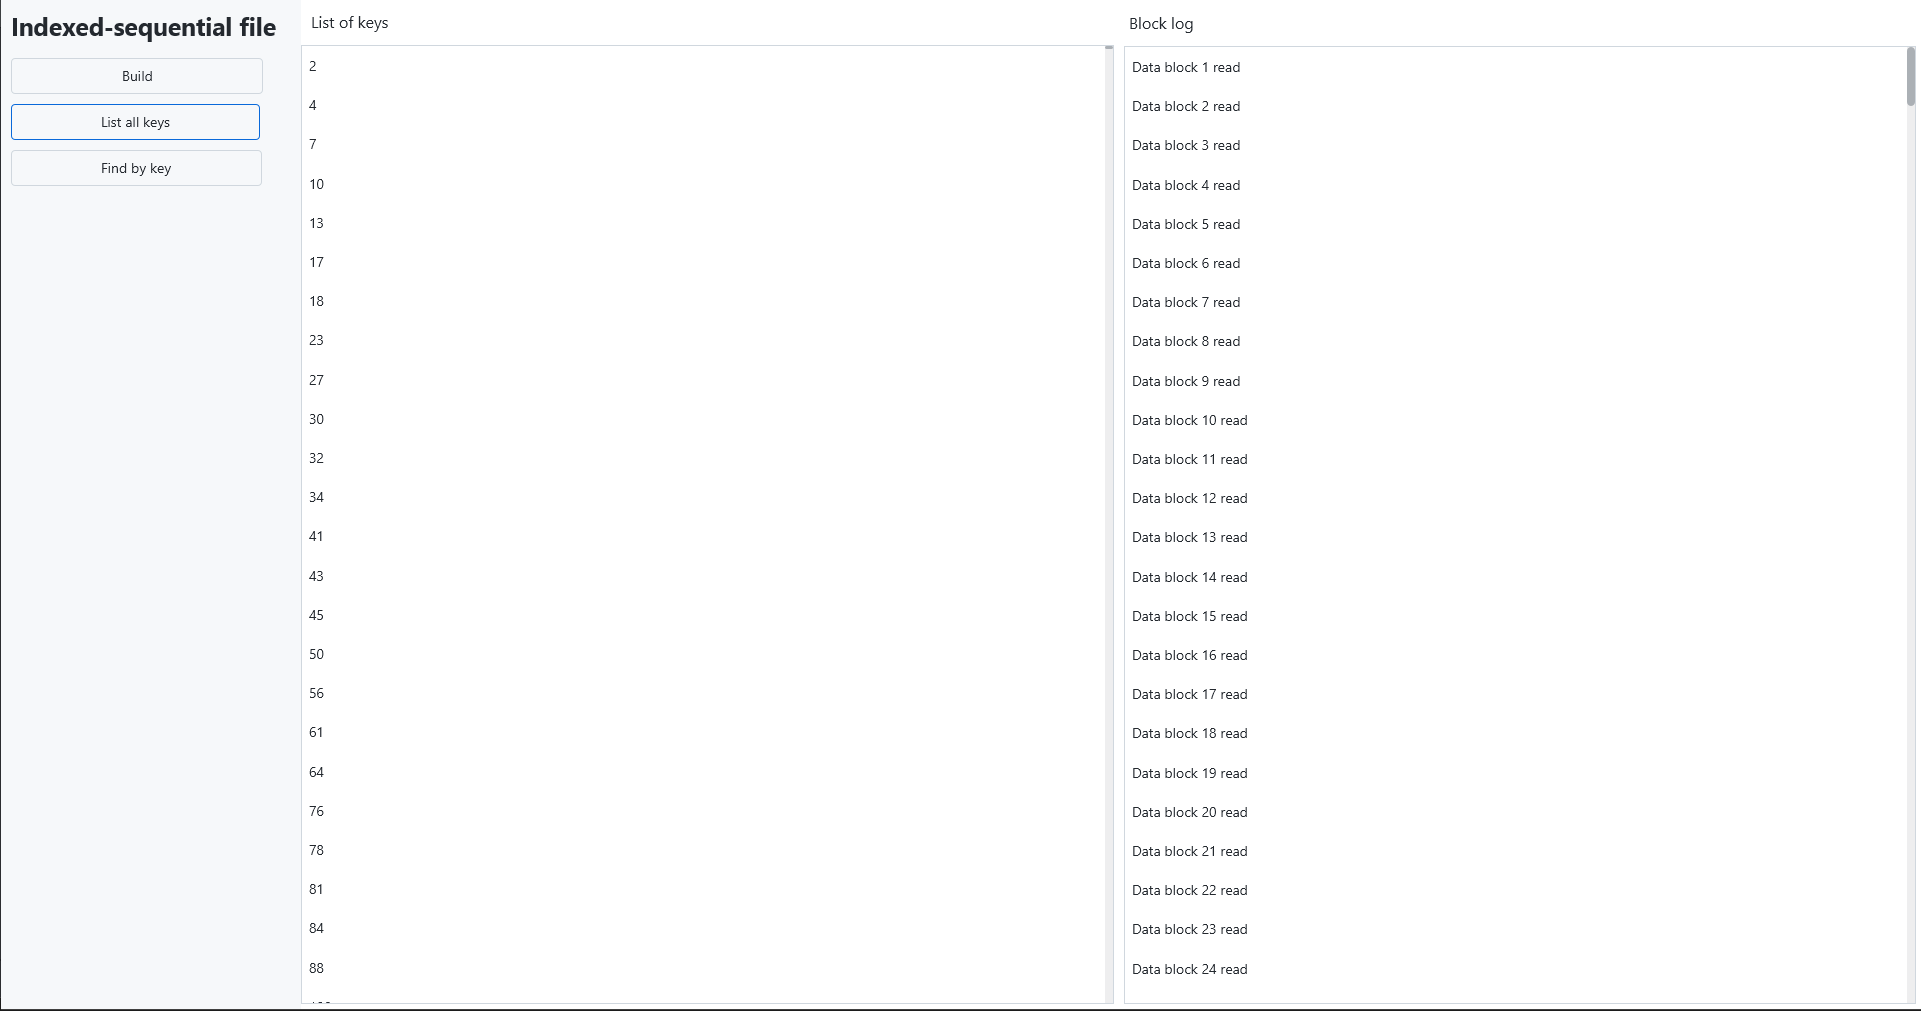 Indexed-sequential file
Build
List all keys
Find by key
List of keys
2
4
7
10
13
17
18
23
27
30
32
34
41
43
45
50
56
61
64
76
78
81
84
88
Block log
Data block 1 read
Data block 2 read
Data block 3 read
Data block 4 read
Data block 5 read
Data block 6 read
Data block 7 read
Data block 8 read
Data block 9 read
Data block 10 read
Data block 11 read
Data block 12 read
Data block 13 read
Data block 14 read
Data block 15 read
Data block 16 read
Data block 17 read
Data block 18 read
Data block 19 read
Data block 20 read
Data block 21 read
Data block 22 read
Data block 23 read
Data block 24 read